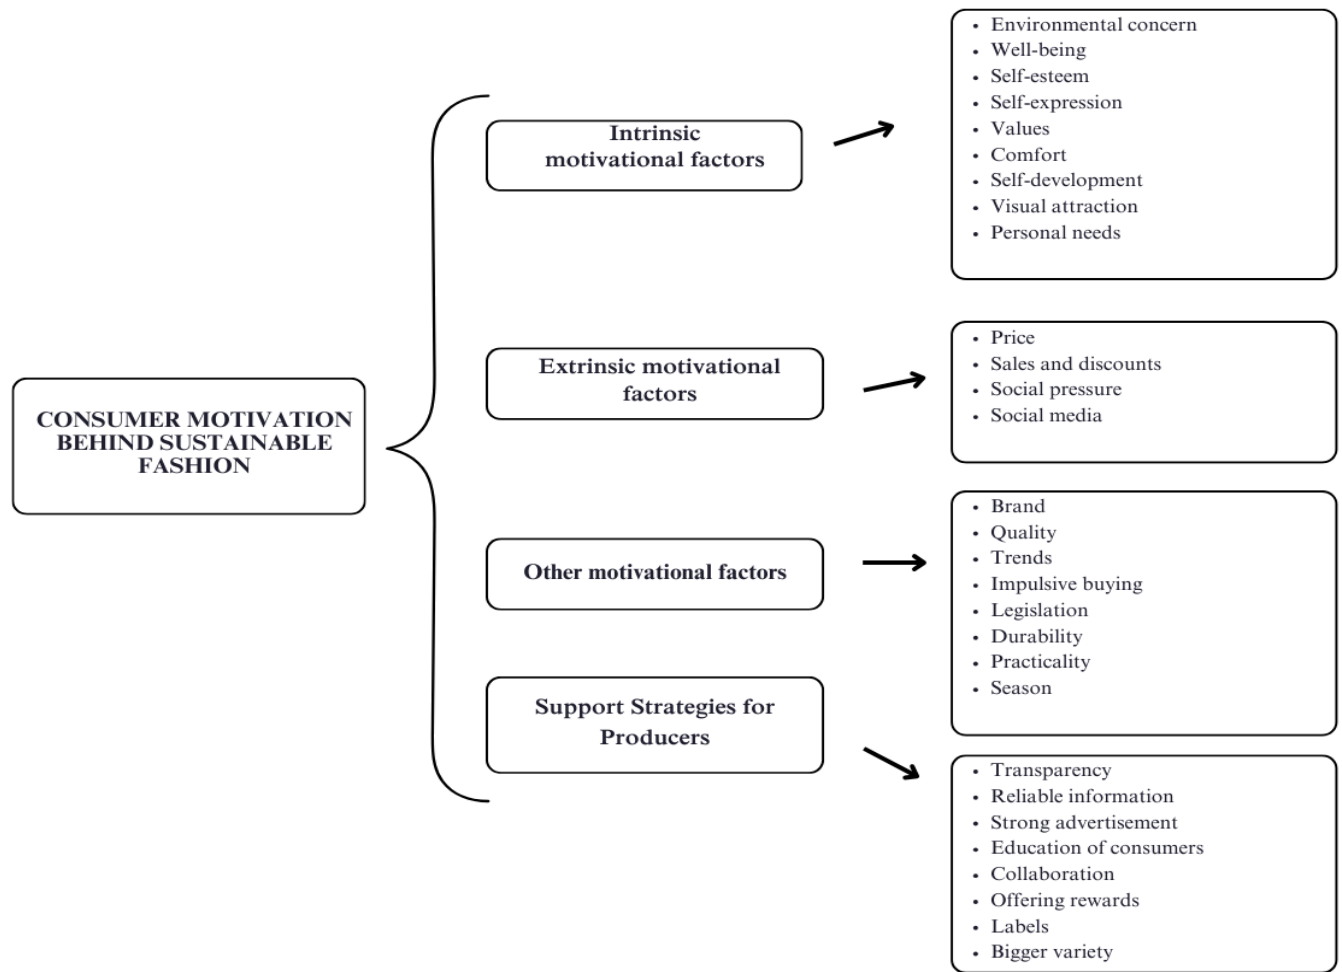 CONSUMER MOTIVATION
BEHIND SUSTAINABLE
FASHION
Intrinsic
motivational factors
• Environmental concern
• Well-being
• Self-esteem
• Self-expression
• Values
• Comfort
• Self-development
• Visual attraction
• Personal needs
Extrinsic motivational
factors
• Price
• Sales and discounts
• Social pressure
• Social media
Other motivational factors
• Brand
• Quality
• Trends
• Impulsive buying
• Legislation
• Durability
• Practicality
• Season
Support Strategies for
Producers
• Transparency
• Reliable information
• Strong advertisement
• Education of consumers
• Collaboration
• Offering rewards
• Labels
• Bigger variety